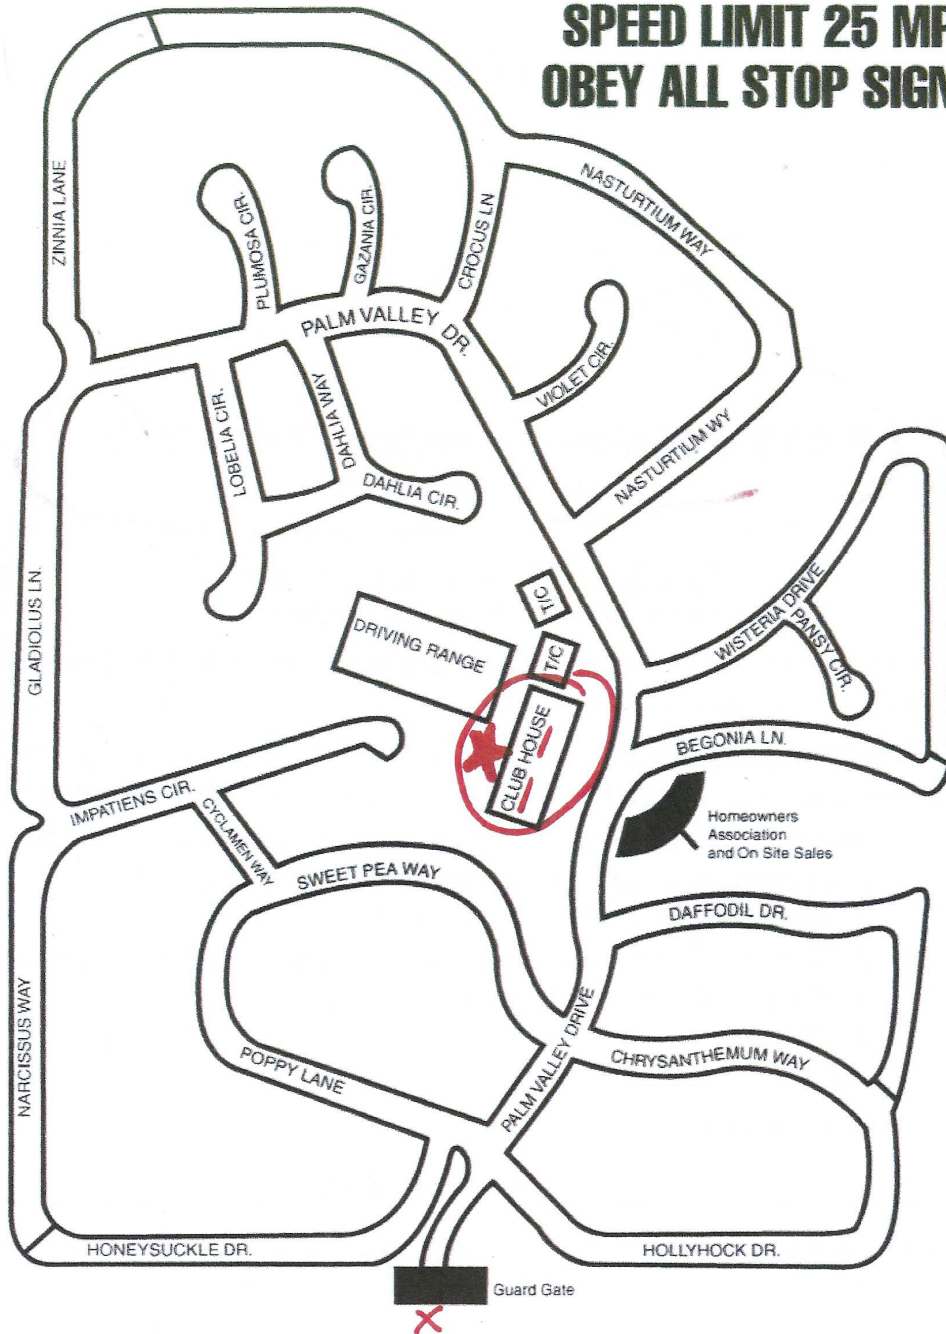 SPEED LIMIT 25 MP
OBEY ALL STOP SIGN
ZINNIA LANE
PLUMOSA CIR.
GAZANIA CIR.
CROCUS LN
NASTURTIUM WAY
PALM VALLEY DR.
VIOLET CIR.
LOBELIA CIR.
DAHLIA WAY
DAHLIA CIR.
NASTURTIUM WY
GLADIOLUS LN.
T/C
DRIVING RANGE
T/C
WISTERIA DRIVE
PANSY CIR.
CLUB HOUSE
BEGONIA LN.
IMPATIENS CIR.
CYCLAMEN WAY
Homeowners
Association
and On Site Sales
SWEET PEA WAY
DAFFODIL DR.
NARCISSUS WAY
PALM VALLEY DRIVE
CHRYSANTHEMUM WAY
POPPY LANE
HONEYSUCKLE DR.
HOLLYHOCK DR.
Guard Gate
X